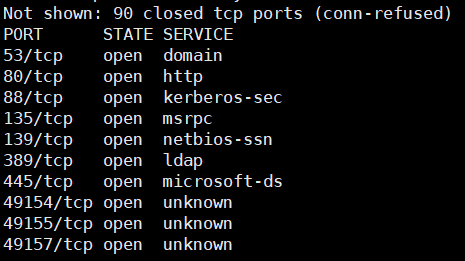 Not shown: 90 closed tcp ports (conn-refused)
PORT STATE SERVICE
53/tcp open domain
80/tcp open http
88/tcp open kerberos-sec
135/tcp open msrpc
139/tcp open netbios-ssn
389/tcp open ldap
445/tcp open microsoft-ds
49154/tcp open unknown
49155/tcp open unknown
49157/tcp open unknown